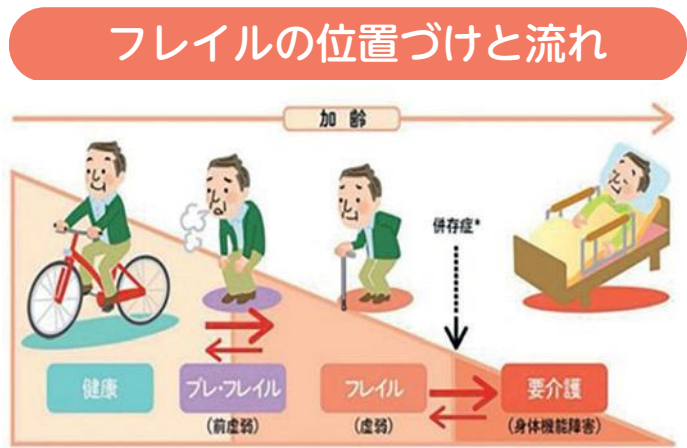 フレイルの位置づけと流れ
加齢
併存症*
健康
プレ・フレイル
フレイル
要介護
(前虚弱)
(虚弱)
(身体機能障害)